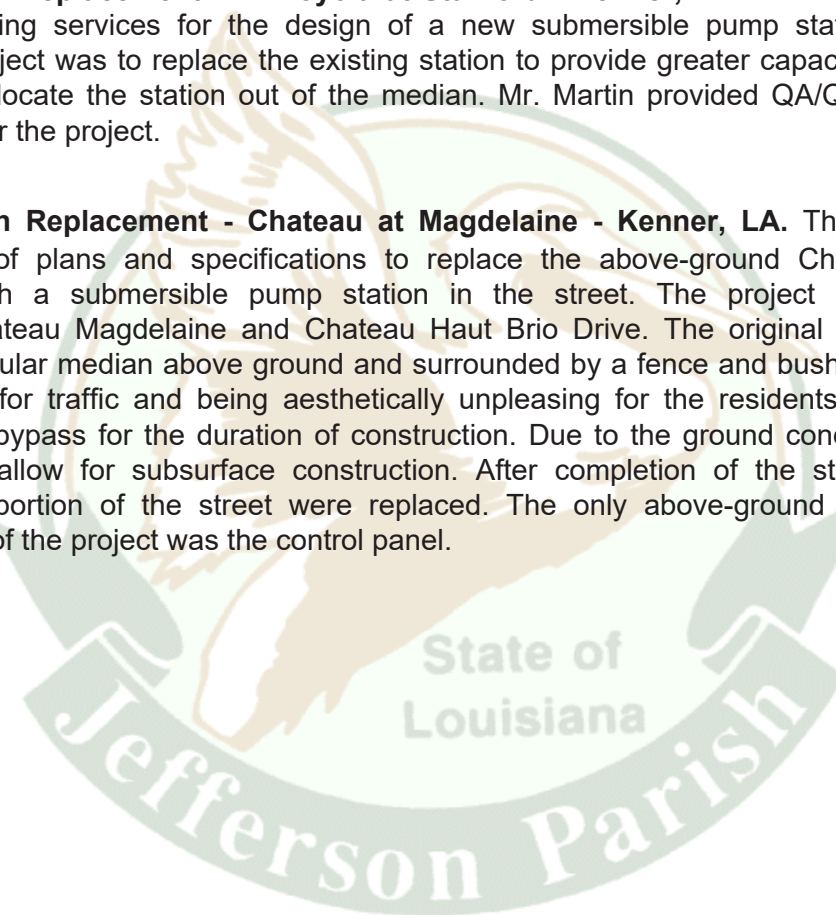 ing services for the design of a new submersible pump sta
ject was to replace the existing station to provide greater capac
locate the station out of the median. Mr. Martin provided QA/Q
r the project.
n Replacement - Chateau at Magdelaine - Kenner, LA. Th
of plans and specifications to replace the above-ground Ch
h a submersible pump station in the street. The project
ateau Magdelaine and Chateau Haut Brio Drive. The original
ular median above ground and surrounded by a fence and bush
for traffic and being aesthetically unpleasing for the residents
bypass for the duration of construction. Due to the ground cond
allow for subsurface construction. After completion of the st
portion of the street were replaced. The only above-ground
of the project was the control panel.
State of
Louisiana
Jefferson Parish